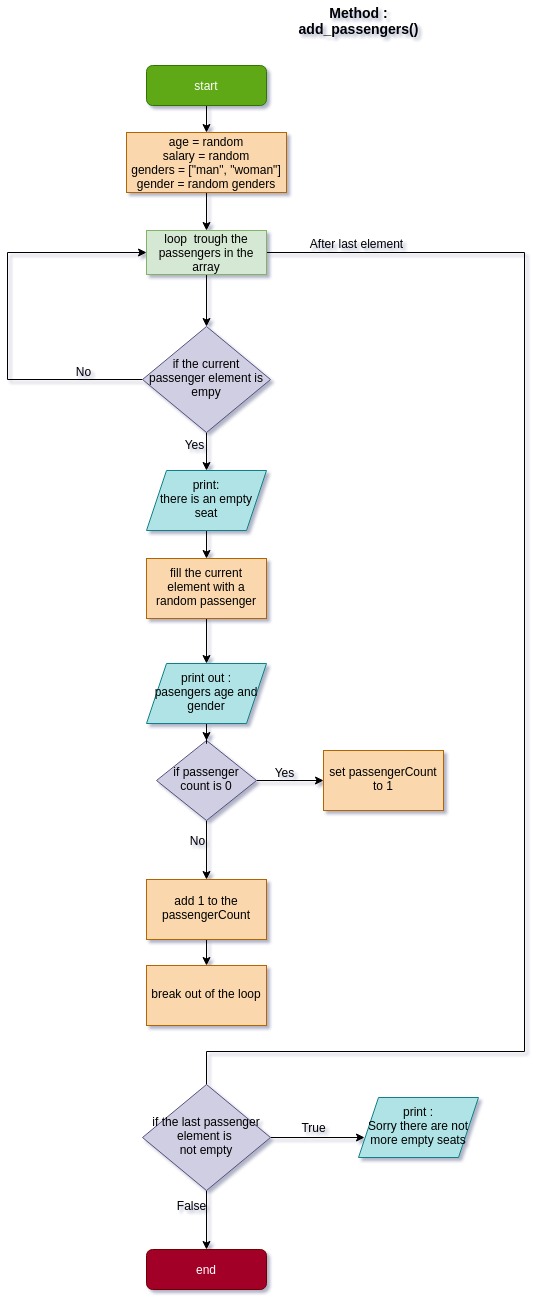 Method :
add_passengers()
start
age = random
salary = random
genders = ["man", "woman"]
gender = random genders
loop  trough the
passengers in the
array
After last element
if the current
passenger element is
empy
No
Yes
print:
there is an empty
seat
fill the current
element with a
random passenger
print out :
pasengers age and
gender
if passenger
count is 0
Yes
set passengerCount
to 1
No
add 1 to the
passengerCount
break out of the loop
if the last passenger
element is
not empty
True
print :
Sorry there are not
more empty seats
False
end